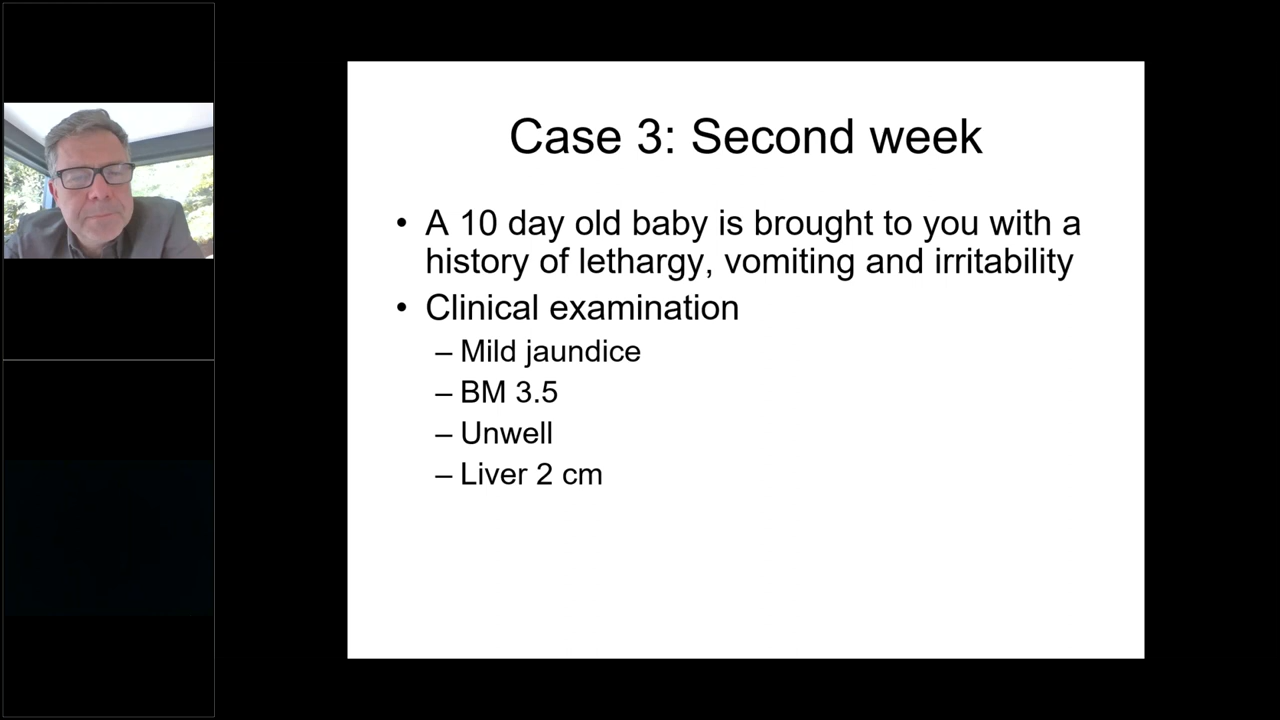 Case 3: Second week
• A 10 day old baby is brought to you with a
history of lethargy, vomiting and irritability
• Clinical examination
– Mild jaundice
– BM 3.5
– Unwell
– Liver 2 cm